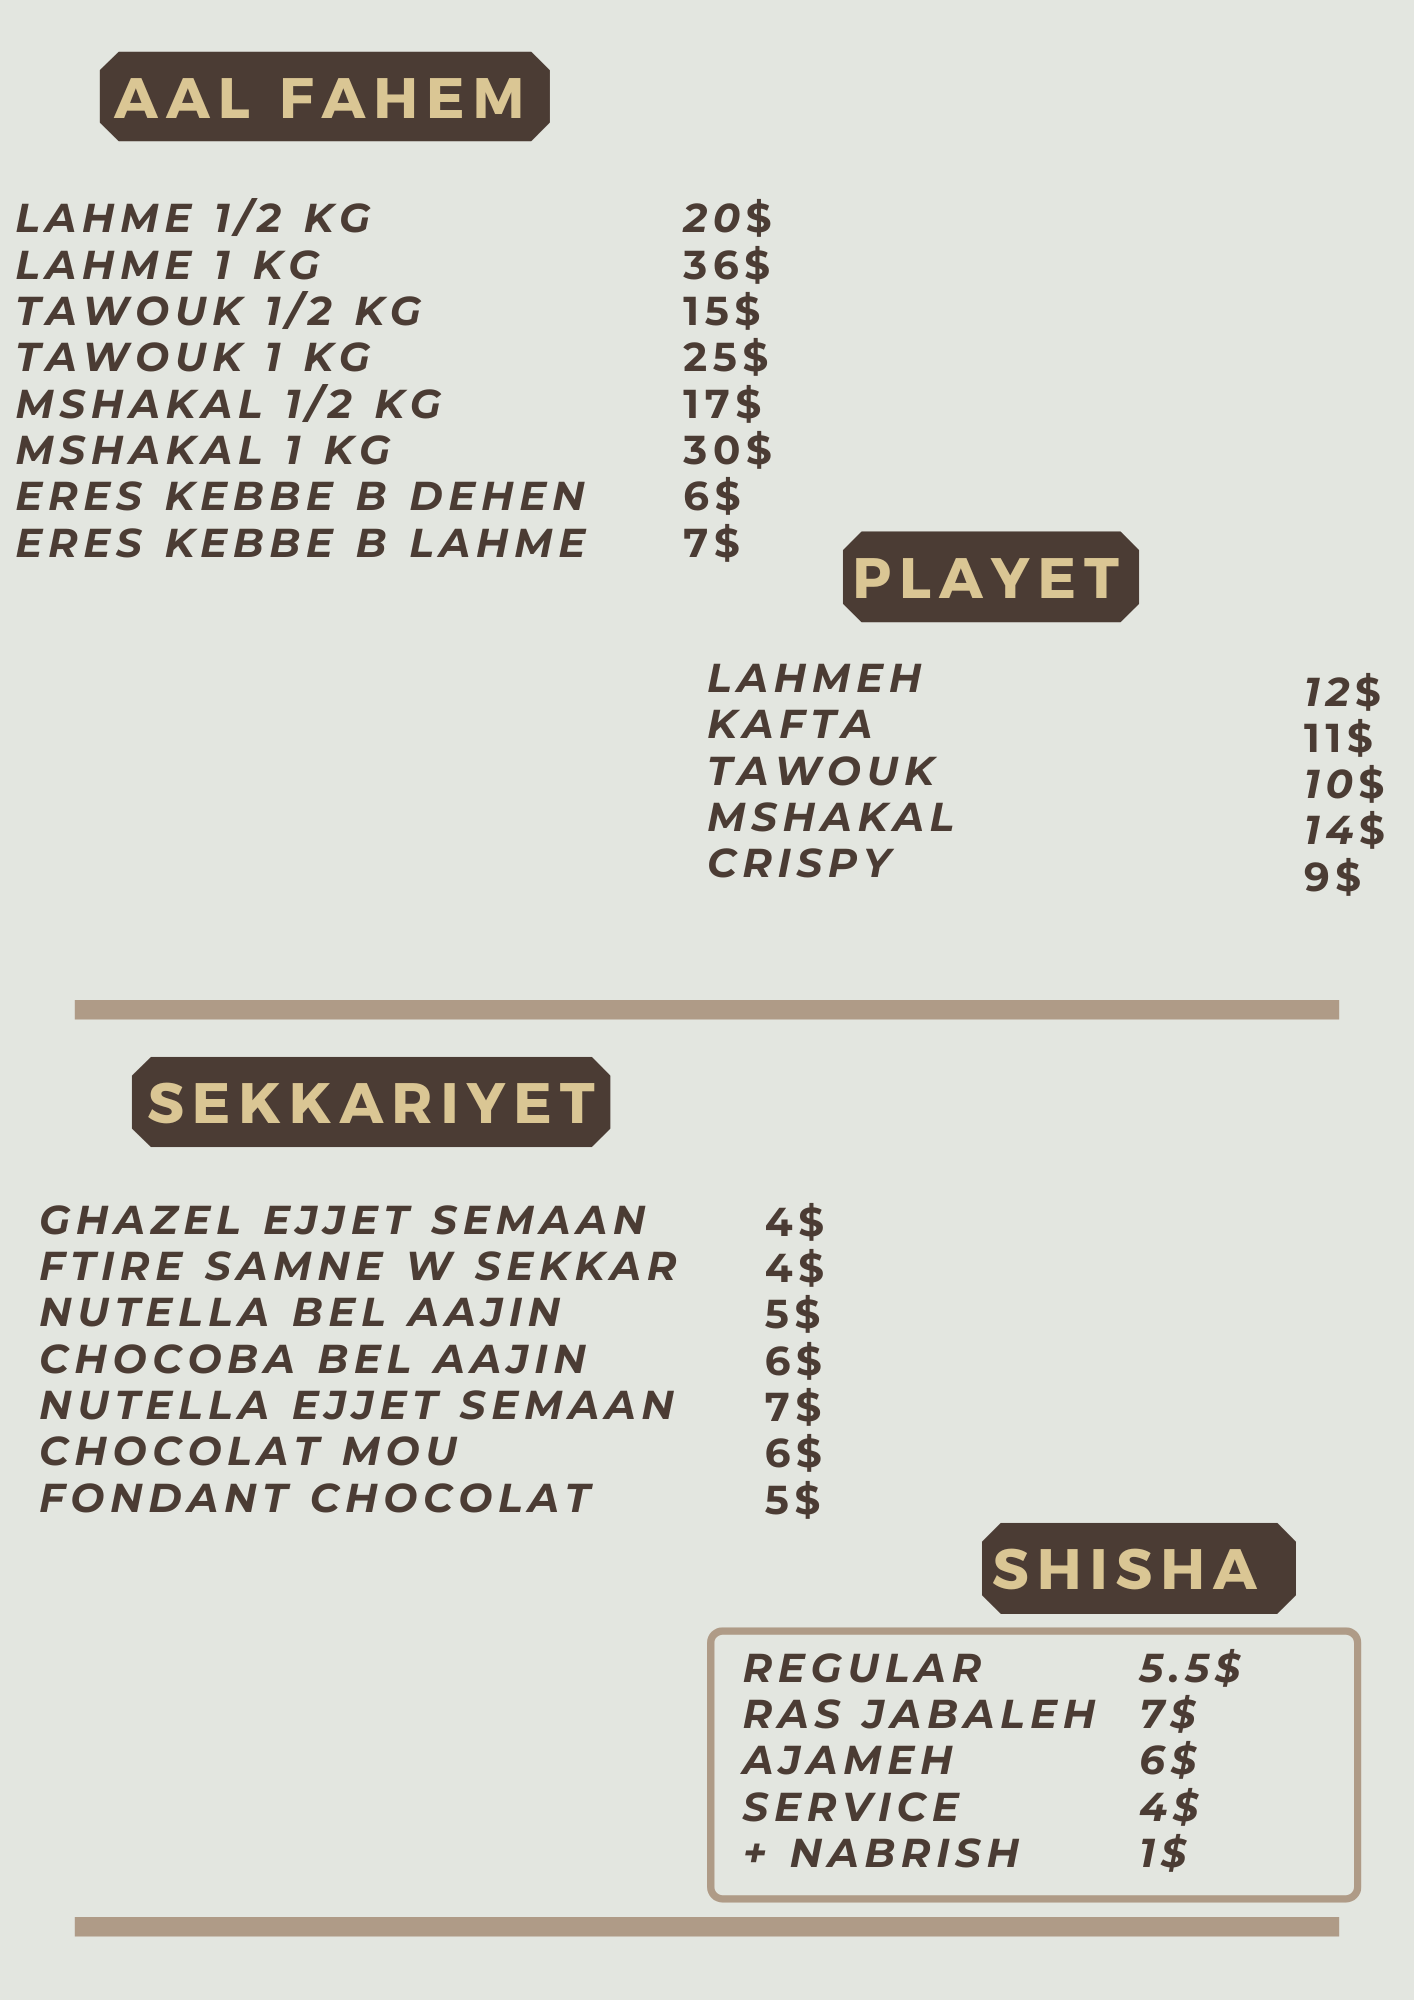 AAL FAHEM
LAHME 1/2 KG 20$
LAHME 1 KG 36$
TAWOUK 1/2 KG 15$
TAWOUK 1 KG 25$
MSHAKAL 1/2 KG 17$
MSHAKAL 1 KG 30$
ERES KEBBE B DEHEN 6$
ERES KEBBE B LAHME 7$
PLAYET
LAHMEH 12$
KAFTA 11$
TAWOUK 10$
MSHAKAL 14$
CRISPY 9$
SEKKARIYET
GHAZEL EJJET SEMAAN 4$
FTIRE SAMNE W SEKKAR 4$
NUTELLA BEL AAJIN 5$
CHOCOBA BEL AAJIN 6$
NUTELLA EJJET SEMAAN 7$
CHOCOLAT MOU 6$
FONDANT CHOCOLAT 5$
SHISHA
REGULAR 5.5$
RAS JABALEH 7$
AJAMEH 6$
SERVICE 4$
+ NABRISH 1$